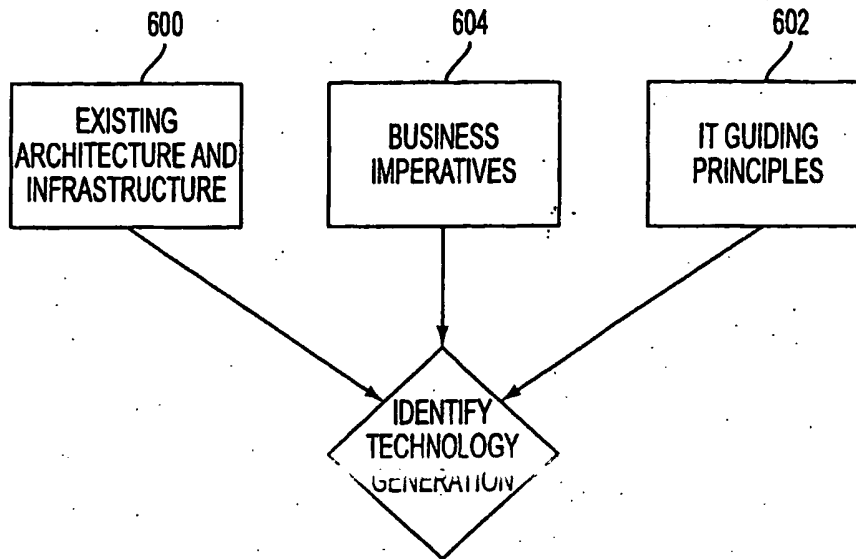 600
604
602
EXISTING
ARCHITECTURE AND
INFRASTRUCTURE
BUSINESS
IMPERATIVES
IT GUIDING
PRINCIPLES
IDENTIFY
TECHNOLOGY
GENERATION